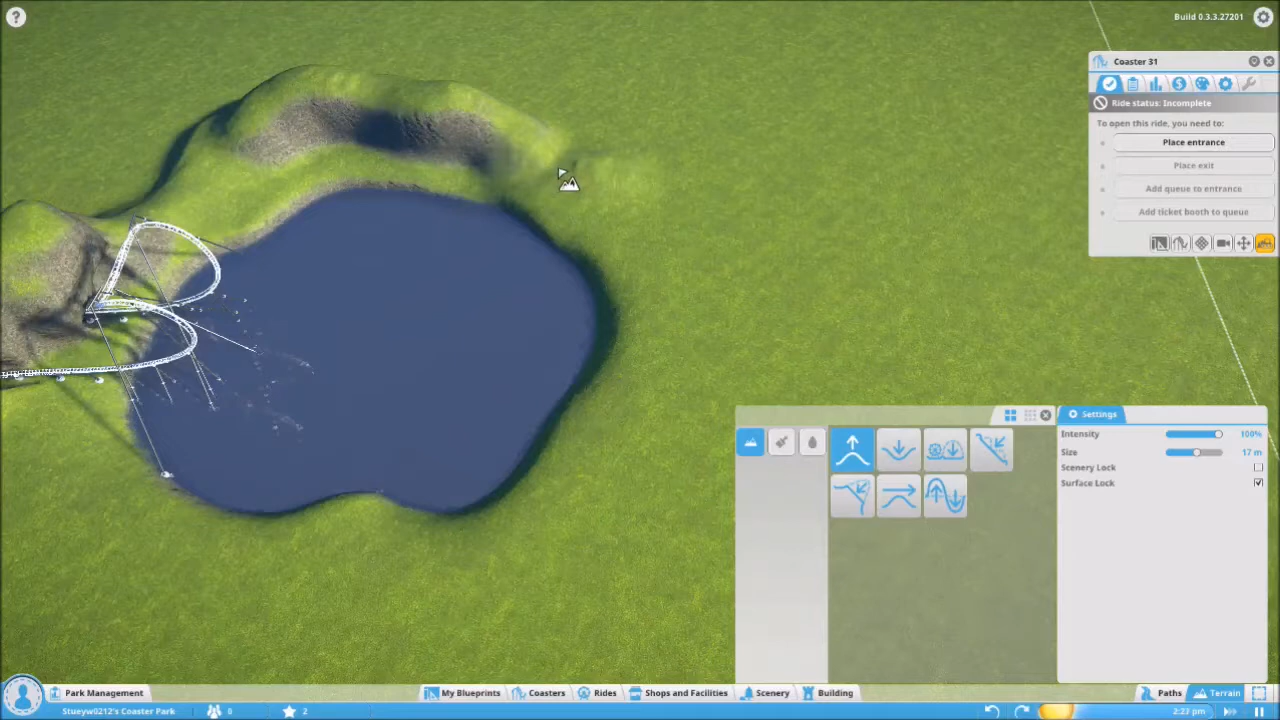 ?
Build 0.3.3.27201
Coaster 31
Ride status: Incomplete
To open this ride, you need to:
Place entrance
Place exit
Add queue to entrance
Add ticket booth to queue
Settings
Intensity 100%
Size 17 m
Scenery Lock
Surface Lock
Park Management
My Blueprints
Coasters
Rides
Shops and Facilities
Scenery
Building
Paths
Terrain
Stueyw0212's Coaster Park
0
2
2:23 pm